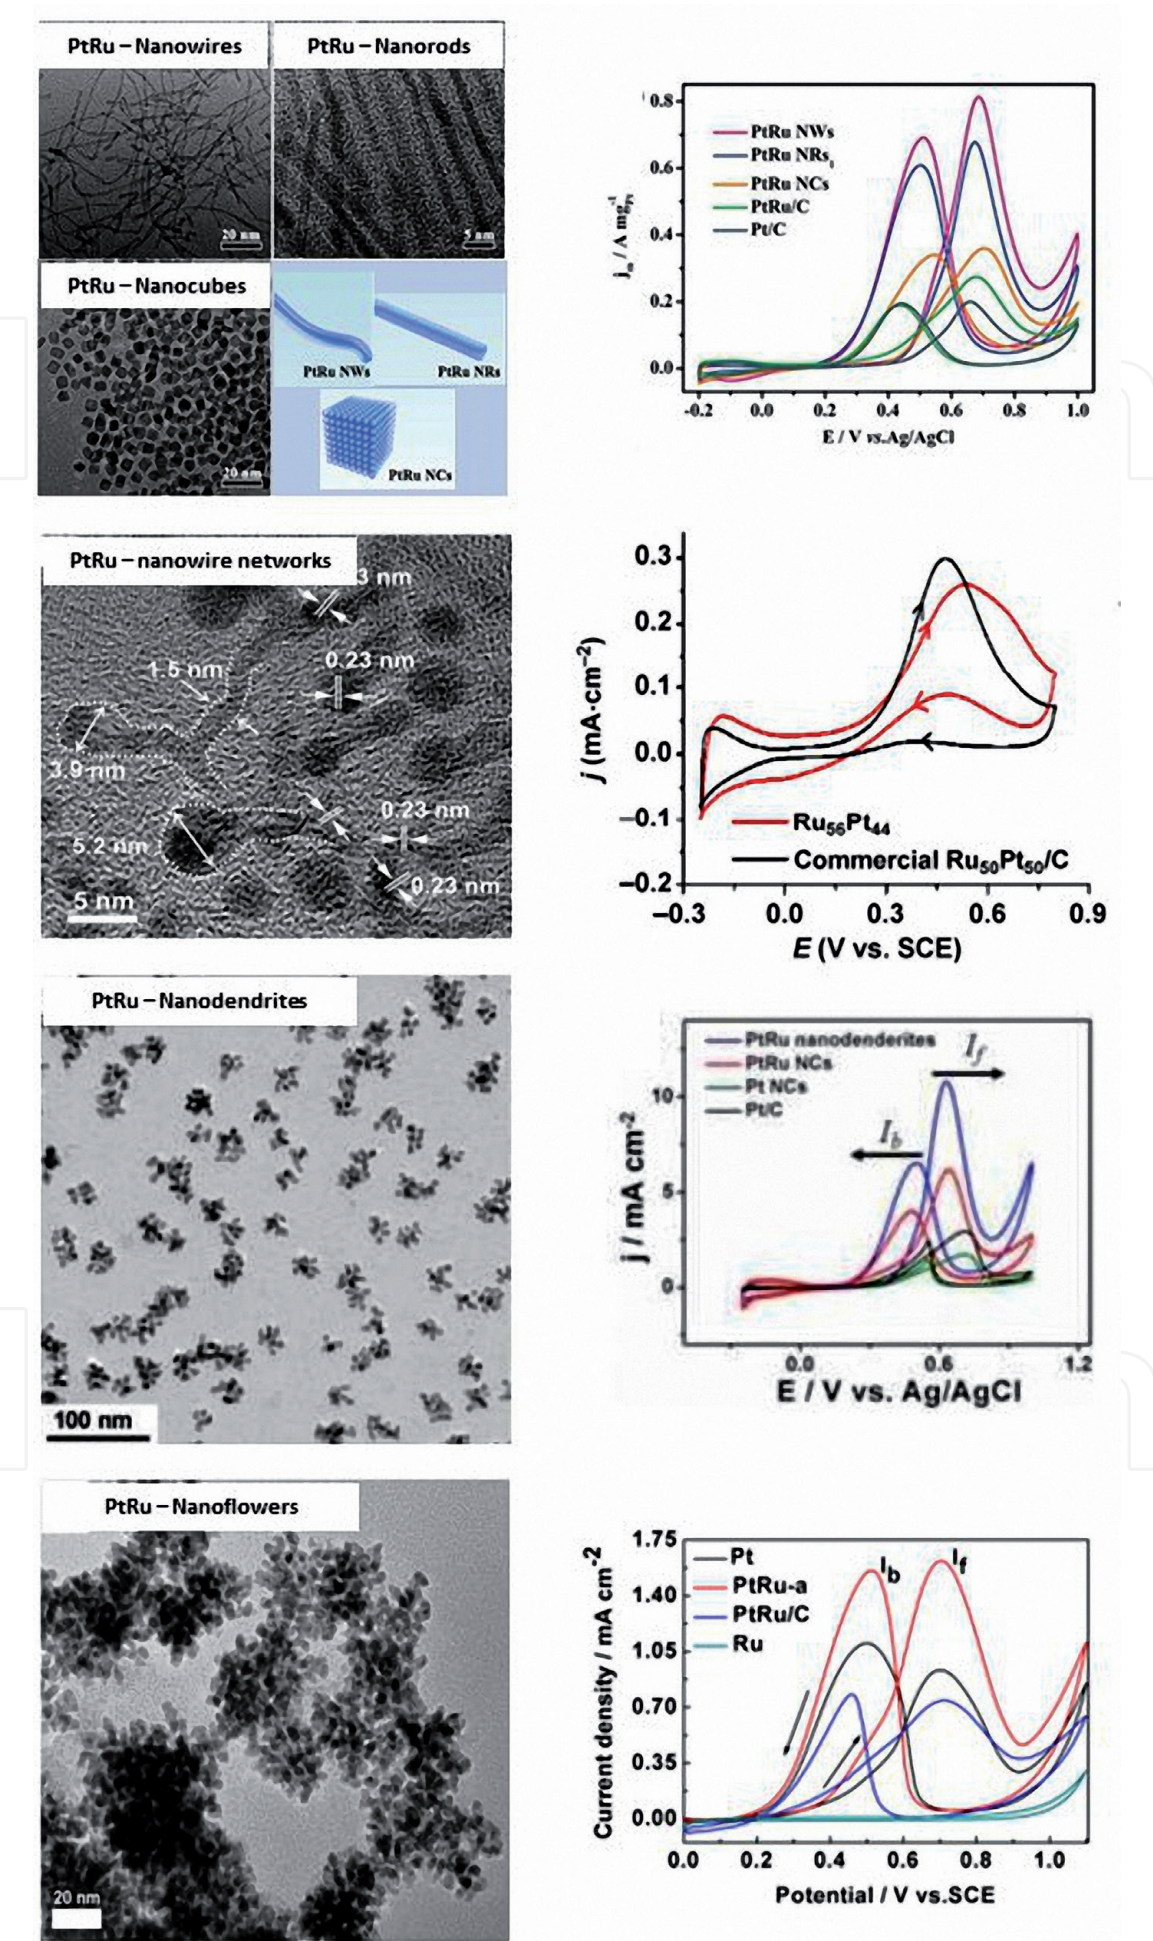 PtRu – Nanowires
PtRu – Nanorods
20 nm
5 nm
PtRu – Nanocubes
20 nm
PtRu NWs
PtRu NRs
PtRu NCs
0.8
0.6
0.4
0.2
0.0
PtRu NWs
PtRu NRs
PtRu NCs
PtRu/C
Pt/C
-0.2 0.0 0.2 0.4 0.6 0.8 1.0
E / V vs.Ag/AgCl
PtRu – nanowire networks
3 nm
1.5 nm
0.23 nm
3.9 nm
0.23 nm
5.2 nm
0.23 nm
5 nm
j (mA·cm⁻²)
0.3
0.2
0.1
0.0
–0.1
–0.2
Ru₅₆Pt₄₄
Commercial Ru₅₀Pt₅₀/C
–0.3 0.0 0.3 0.6 0.9
E (V vs. SCE)
PtRu – Nanodendrites
100 nm
j / mA cm⁻²
10
5
0
PtRu nanodenderites
PtRu NCs
Pt NCs
Pt/C
I_f
I_b
0.0 0.6 1.2
E / V vs. Ag/AgCl
PtRu – Nanoflowers
20 nm
Current density / mA cm⁻²
1.75
1.40
1.05
0.70
0.35
0.00
Pt
PtRu-a
PtRu/C
Ru
I_b
I_f
0.0 0.2 0.4 0.6 0.8 1.0
Potential / V vs.SCE